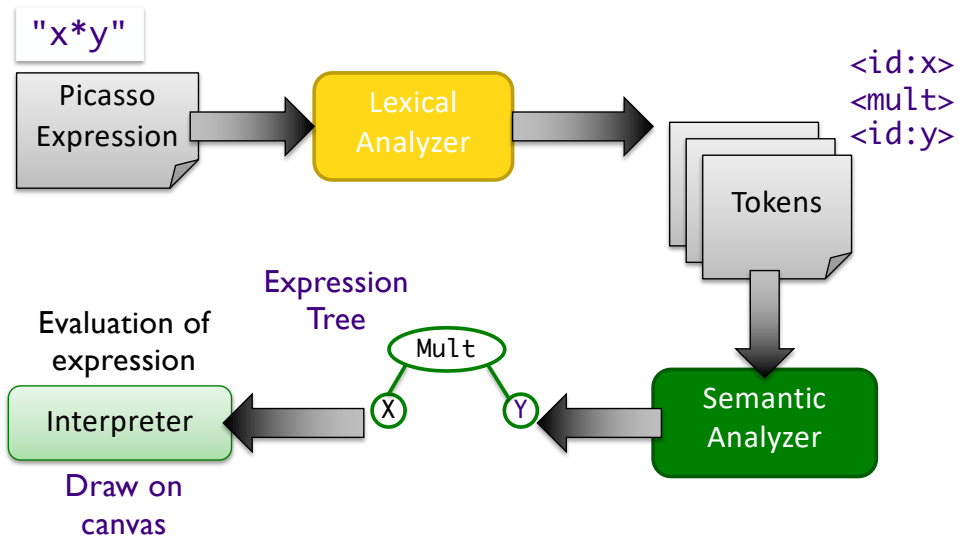 "x*y"
Picasso
Expression
Lexical
Analyzer
<id:x>
<mult>
<id:y>
Tokens
Expression
Tree
Evaluation of
expression
Mult
X
Y
Semantic
Analyzer
Interpreter
Draw on
canvas